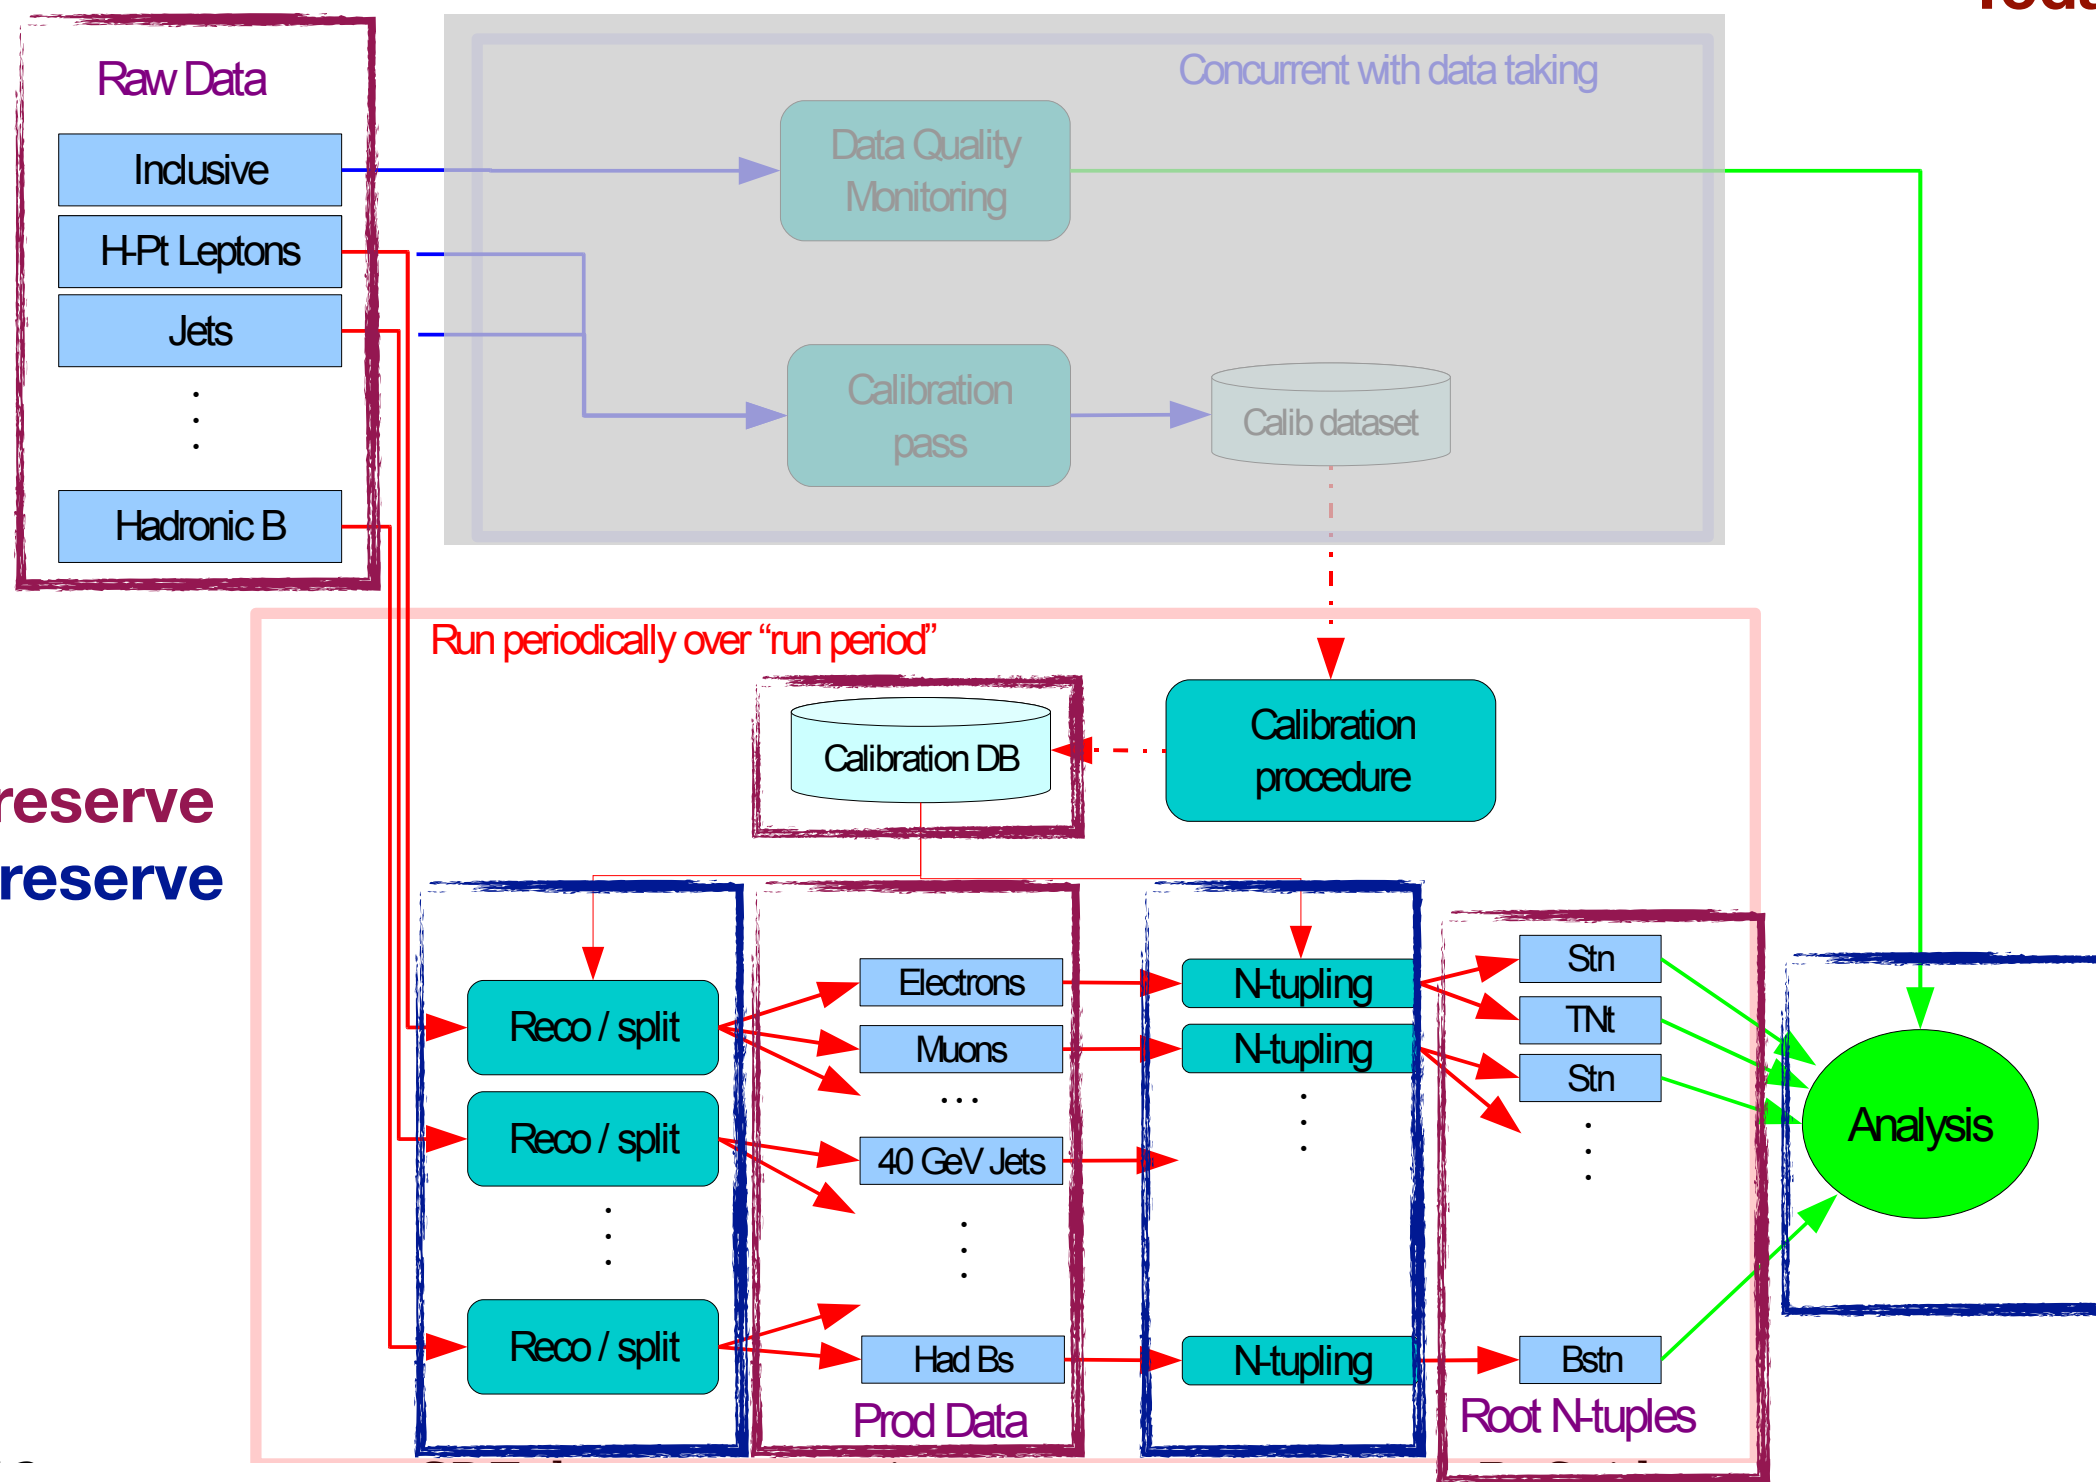 Raw Data
Inclusive
H-Pt Leptons
Jets
Hadronic B
Concurrent with data taking
Data Quality
Monitoring
Calibration
pass
Calib dataset
Run periodically over “run period”
Calibration DB
Calibration
procedure
reserve
reserve
Reco / split
Reco / split
Reco / split
Electrons
Muons
...
40 GeV Jets
Had Bs
Prod Data
N-tupling
N-tupling
N-tupling
Stn
TNt
Stn
Bstn
Root N-tuples
Analysis